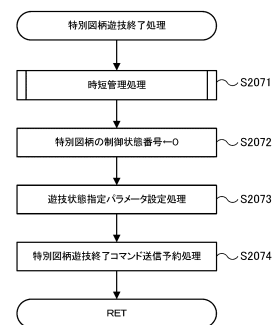 特別図柄遊技終了処理
時短管理処理
S2071
特別図柄の制御状態番号←0
S2072
遊技状態指定パラメータ設定処理
S2073
特別図柄遊技終了コマンド送信予約処理
S2074
RET